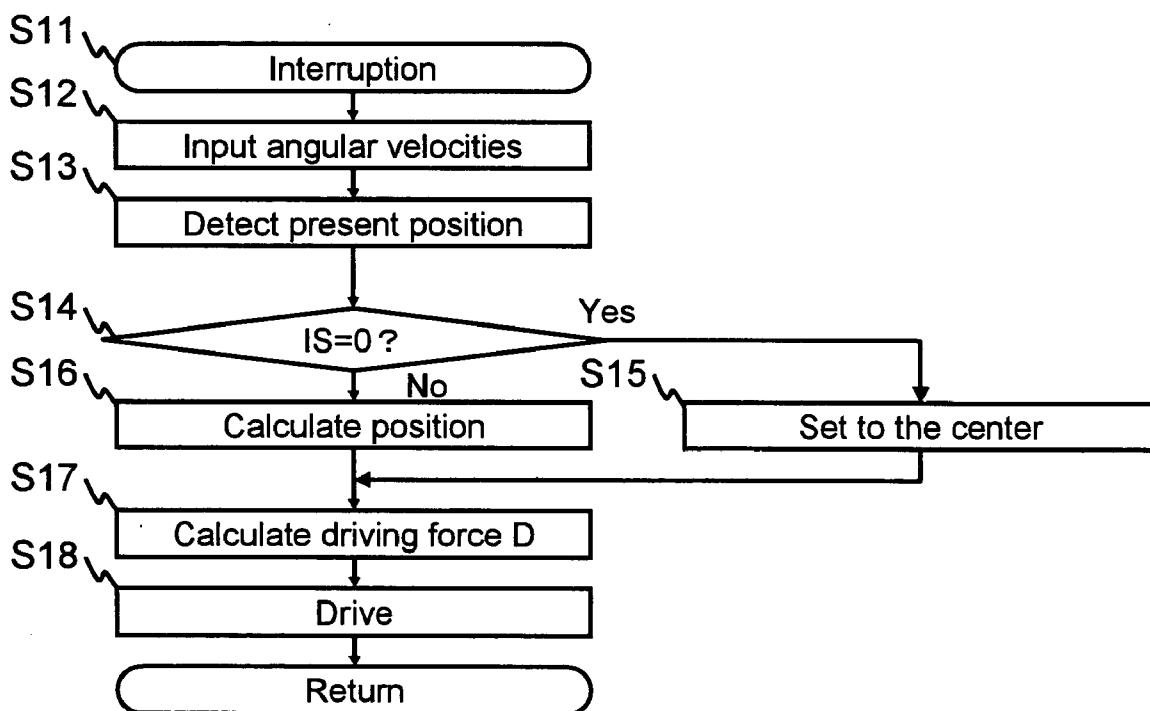 S11
Interruption
S12
Input angular velocities
S13
Detect present position
S14
IS=0?
Yes
No
S16
Calculate position
S15
Set to the center
S17
Calculate driving force D
S18
Drive
Return